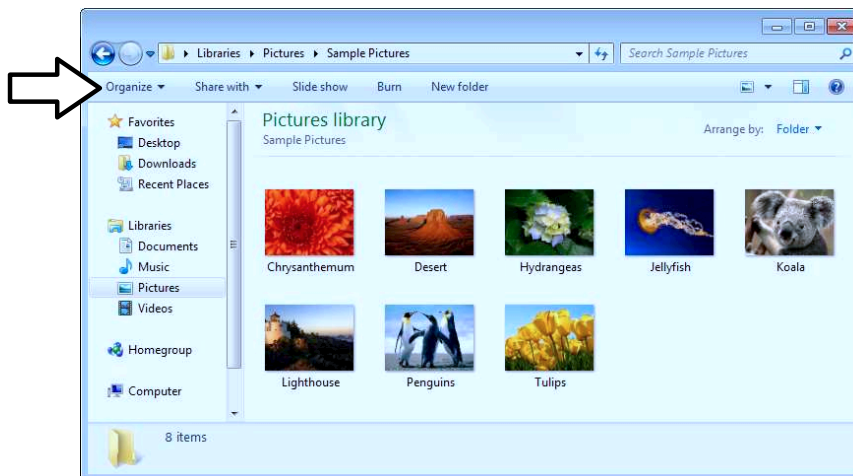 Libraries Pictures Sample Pictures Search Sample Pictures
Organize Share with Slide show Burn New folder
Favorites
Desktop
Downloads
Recent Places
Libraries
Documents
Music
Pictures
Videos
Homegroup
Computer
Pictures library
Sample Pictures
Arrange by: Folder
Chrysanthemum Desert Hydrangeas Jellyfish Koala
Lighthouse Penguins Tulips
8 items